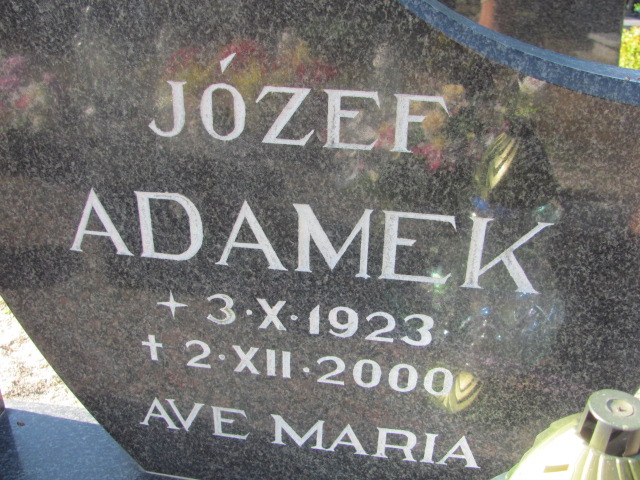 JÓZEF
ADAMEK
✦ 3·X·1923
✝ 2·XII·2000
AVE MARIA